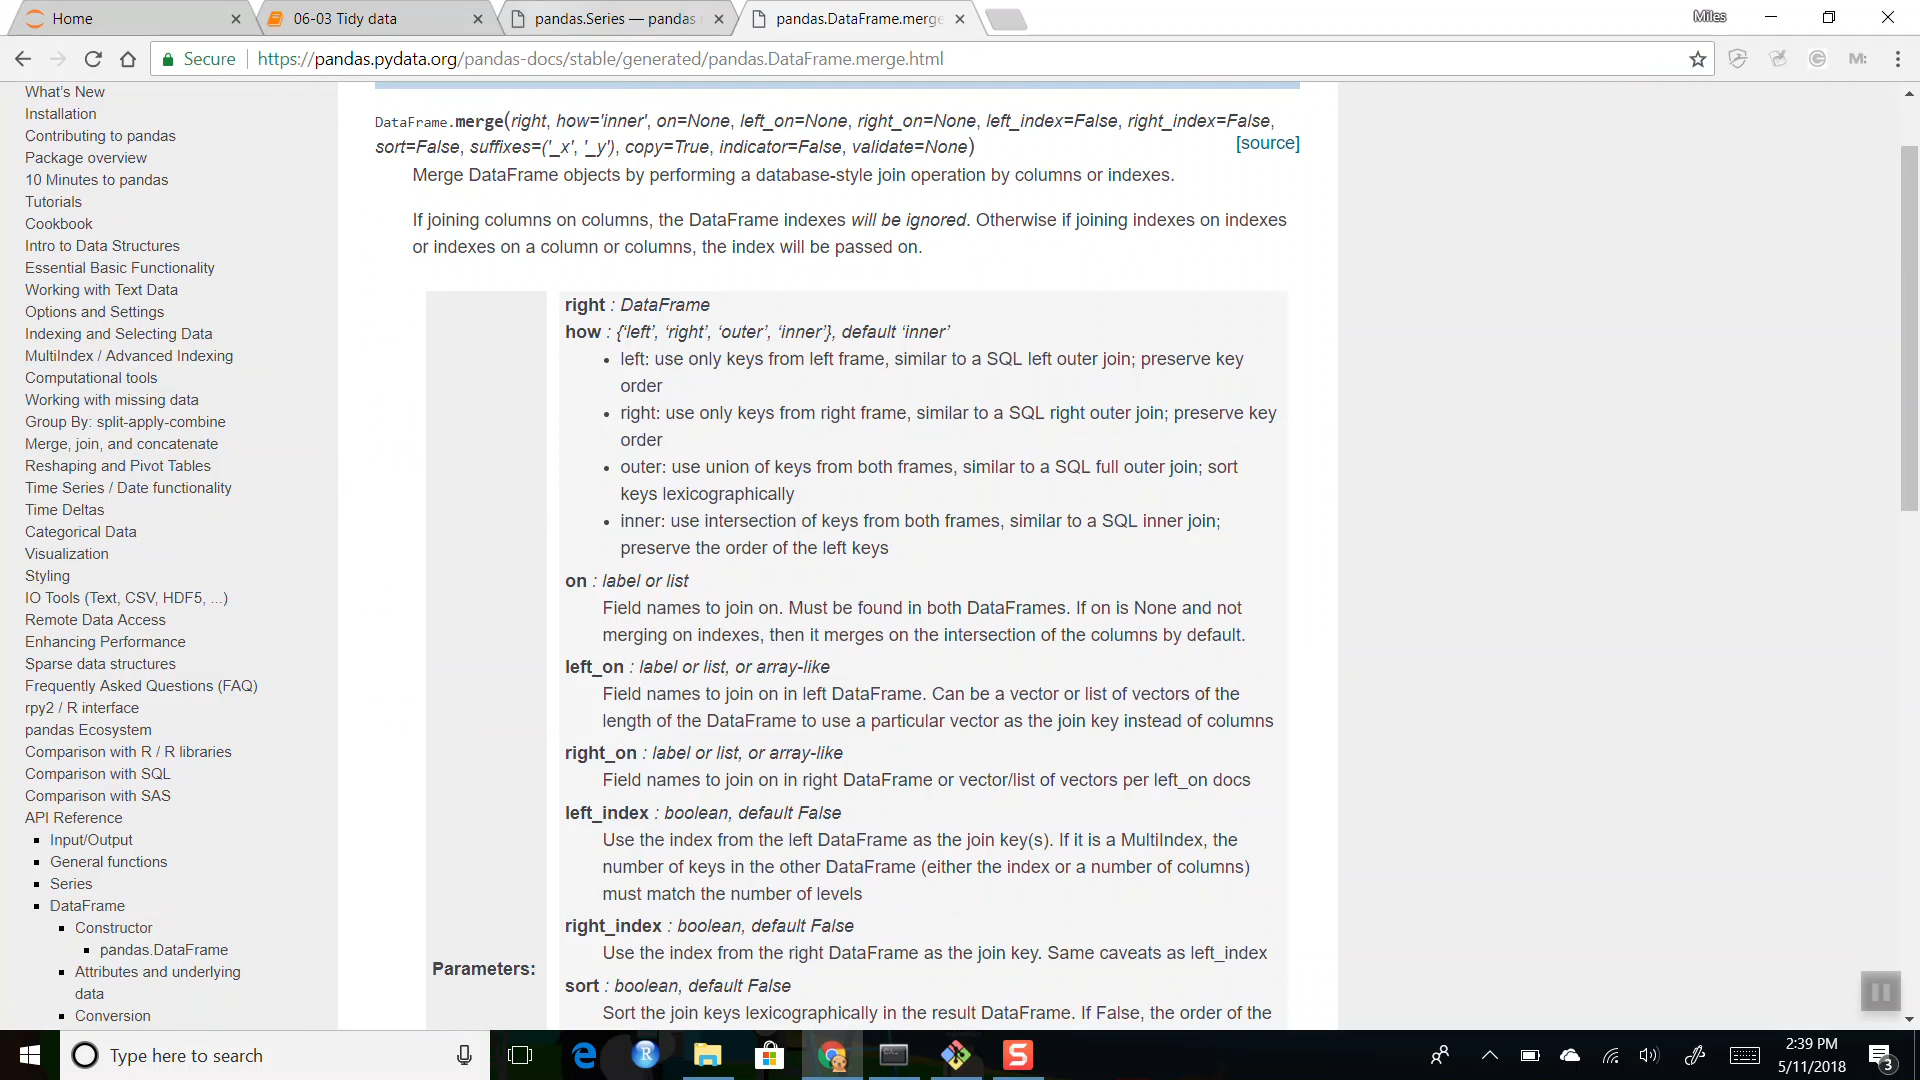 Home
06-03 Tidy data
pandas.Series — pandas
pandas.DataFrame.merge
Miles
Secure
https://pandas.pydata.org/pandas-docs/stable/generated/pandas.DataFrame.merge.html
What's New
Installation
Contributing to pandas
Package overview
10 Minutes to pandas
Tutorials
Cookbook
Intro to Data Structures
Essential Basic Functionality
Working with Text Data
Options and Settings
Indexing and Selecting Data
MultiIndex / Advanced Indexing
Computational tools
Working with missing data
Group By: split-apply-combine
Merge, join, and concatenate
Reshaping and Pivot Tables
Time Series / Date functionality
Time Deltas
Categorical Data
Visualization
Styling
IO Tools (Text, CSV, HDF5, ...)
Remote Data Access
Enhancing Performance
Sparse data structures
Frequently Asked Questions (FAQ)
rpy2 / R interface
pandas Ecosystem
Comparison with R / R libraries
Comparison with SQL
Comparison with SAS
API Reference
Input/Output
General functions
Series
DataFrame
Constructor
pandas.DataFrame
Attributes and underlying
data
Conversion
DataFrame.merge(right, how='inner', on=None, left_on=None, right_on=None, left_index=False, right_index=False,
sort=False, suffixes=('_x', '_y'), copy=True, indicator=False, validate=None)
[source]
Merge DataFrame objects by performing a database-style join operation by columns or indexes.
If joining columns on columns, the DataFrame indexes will be ignored. Otherwise if joining indexes on indexes
or indexes on a column or columns, the index will be passed on.
Parameters:
right : DataFrame
how : {‘left’, ‘right’, ‘outer’, ‘inner’}, default ‘inner’
• left: use only keys from left frame, similar to a SQL left outer join; preserve key
order
• right: use only keys from right frame, similar to a SQL right outer join; preserve key
order
• outer: use union of keys from both frames, similar to a SQL full outer join; sort
keys lexicographically
• inner: use intersection of keys from both frames, similar to a SQL inner join;
preserve the order of the left keys
on : label or list
Field names to join on. Must be found in both DataFrames. If on is None and not
merging on indexes, then it merges on the intersection of the columns by default.
left_on : label or list, or array-like
Field names to join on in left DataFrame. Can be a vector or list of vectors of the
length of the DataFrame to use a particular vector as the join key instead of columns
right_on : label or list, or array-like
Field names to join on in right DataFrame or vector/list of vectors per left_on docs
left_index : boolean, default False
Use the index from the left DataFrame as the join key(s). If it is a MultiIndex, the
number of keys in the other DataFrame (either the index or a number of columns)
must match the number of levels
right_index : boolean, default False
Use the index from the right DataFrame as the join key. Same caveats as left_index
sort : boolean, default False
Sort the join keys lexicographically in the result DataFrame. If False, the order of the
Type here to search
2:39 PM
5/11/2018
3